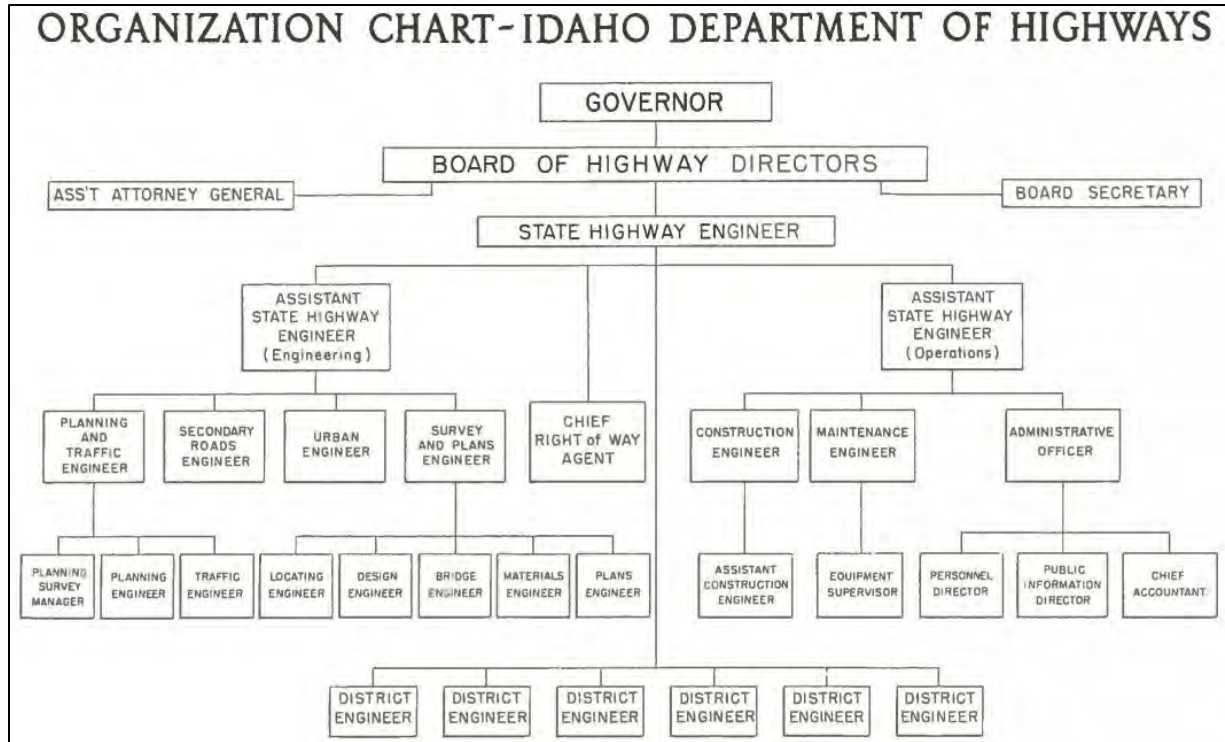 ORGANIZATION CHART-IDAHO DEPARTMENT OF HIGHWAYS
GOVERNOR
BOARD OF HIGHWAY DIRECTORS
ASS'T ATTORNEY GENERAL
BOARD SECRETARY
STATE HIGHWAY ENGINEER
ASSISTANT
STATE HIGHWAY
ENGINEER
(Engineering)
ASSISTANT
STATE HIGHWAY
ENGINEER
(Operations)
PLANNING
AND
TRAFFIC
ENGINEER
SECONDARY
ROADS
ENGINEER
URBAN
ENGINEER
SURVEY
AND PLANS
ENGINEER
CHIEF
RIGHT of WAY
AGENT
CONSTRUCTION
ENGINEER
MAINTENANCE
ENGINEER
ADMINISTRATIVE
OFFICER
PLANNING
SURVEY
MANAGER
PLANNING
ENGINEER
TRAFFIC
ENGINEER
LOCATING
ENGINEER
DESIGN
ENGINEER
BRIDGE
ENGINEER
MATERIALS
ENGINEER
PLANS
ENGINEER
ASSISTANT
CONSTRUCTION
ENGINEER
EQUIPMENT
SUPERVISOR
PERSONNEL
DIRECTOR
PUBLIC
INFORMATION
DIRECTOR
CHIEF
ACCOUNTANT
DISTRICT
ENGINEER
DISTRICT
ENGINEER
DISTRICT
ENGINEER
DISTRICT
ENGINEER
DISTRICT
ENGINEER
DISTRICT
ENGINEER